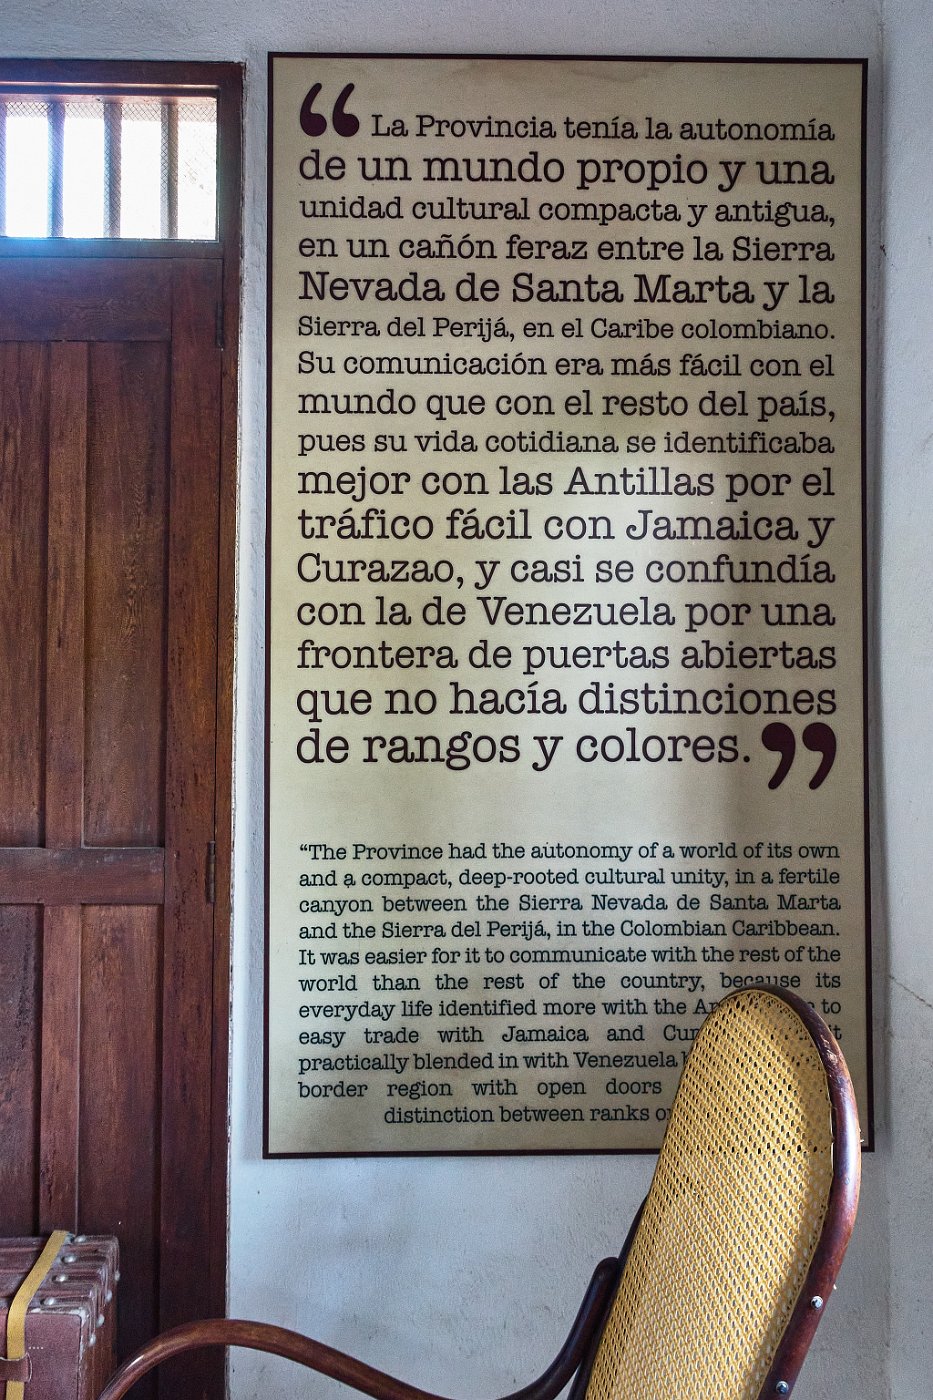 “ La Provincia tenía la autonomía
de un mundo propio y una
unidad cultural compacta y antigua,
en un cañón feraz entre la Sierra
Nevada de Santa Marta y la
Sierra del Perijá, en el Caribe colombiano.
Su comunicación era más fácil con el
mundo que con el resto del país,
pues su vida cotidiana se identificaba
mejor con las Antillas por el
tráfico fácil con Jamaica y
Curazao, y casi se confundía
con la de Venezuela por una
frontera de puertas abiertas
que no hacía distinciones
de rangos y colores. ”
“The Province had the autonomy of a world of its own
and a compact, deep-rooted cultural unity, in a fertile
canyon between the Sierra Nevada de Santa Marta
and the Sierra del Perijá, in the Colombian Caribbean.
It was easier for it to communicate with the rest of the
world than the rest of the country, because its
everyday life identified more with the to
easy trade with Jamaica and
practically blended in with Venezuela
border region with open doors
distinction between ranks